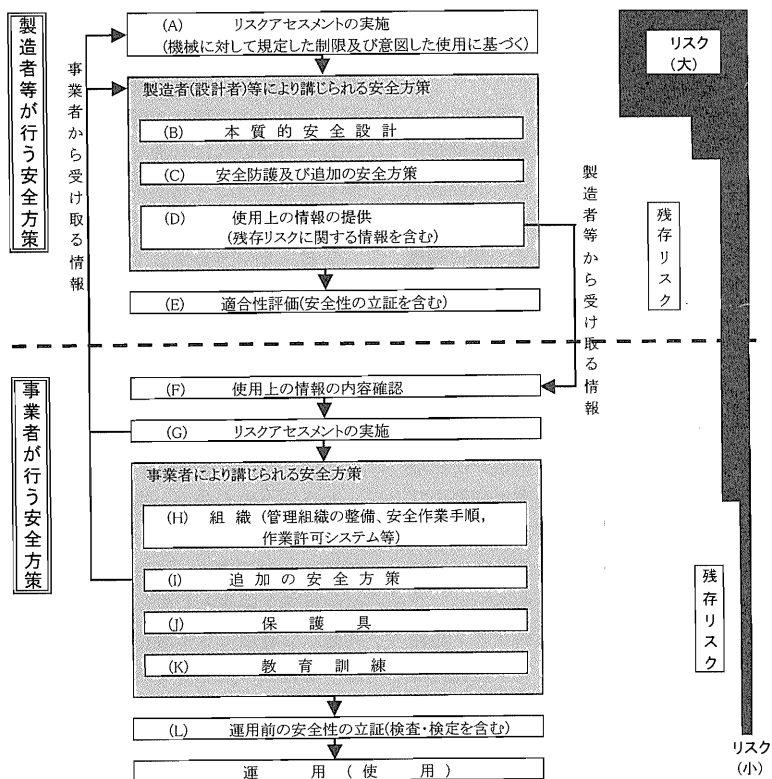 製造者等が行う安全方策
事業者から受け取る情報
(A) リスクアセスメントの実施
(機械に対して規定した制限及び意図した使用に基づく)
製造者(設計者)等により講じられる安全方策
(B) 本質的安全設計
(C) 安全防護及び追加の安全方策
(D) 使用上の情報の提供
(残存リスクに関する情報を含む)
(E) 適合性評価(安全性の立証を含む)
製造者等から受け取る情報
リスク
(大)
残存リスク
事業者が行う安全方策
(F) 使用上の情報の内容確認
(G) リスクアセスメントの実施
事業者により講じられる安全方策
(H) 組織 (管理組織の整備、安全作業手順,
作業許可システム等)
(I) 追加の安全方策
(J) 保護具
(K) 教育訓練
(L) 運用前の安全性の立証(検査・検定を含む)
運用(使用)
残存リスク
リスク
(小)